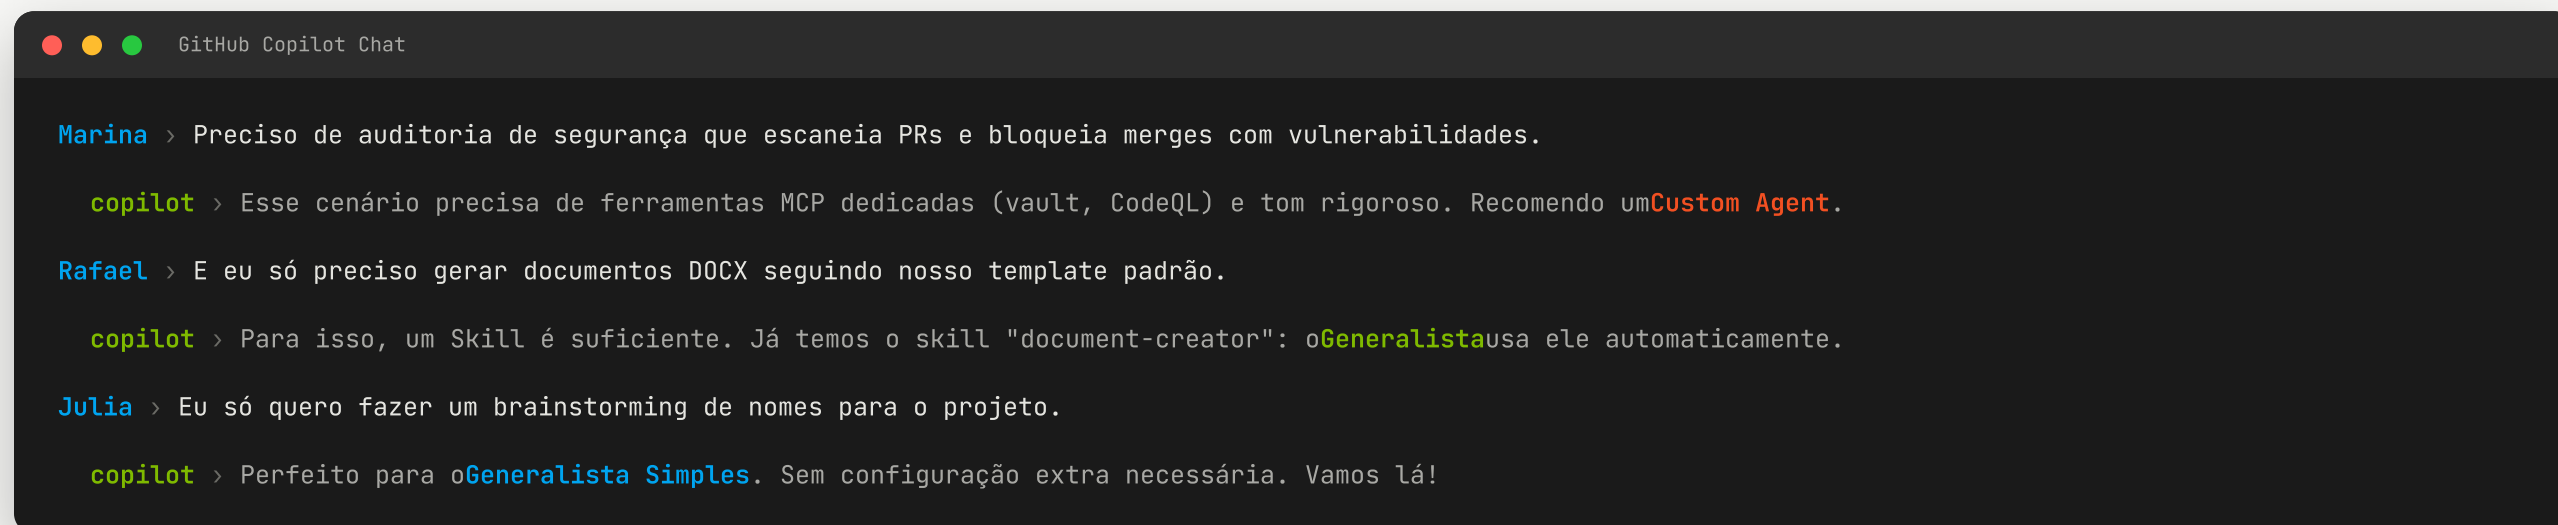 GitHub Copilot Chat
Marina › Preciso de auditoria de segurança que escaneia PRs e bloqueia merges com vulnerabilidades.
copilot › Esse cenário precisa de ferramentas MCP dedicadas (vault, CodeQL) e tom rigoroso. Recomendo umCustom Agent.
Rafael › E eu só preciso gerar documentos DOCX seguindo nosso template padrão.
copilot › Para isso, um Skill é suficiente. Já temos o skill "document-creator": oGeneralistausa ele automaticamente.
Julia › Eu só quero fazer um brainstorming de nomes para o projeto.
copilot › Perfeito para oGeneralista Simples. Sem configuração extra necessária. Vamos lá!